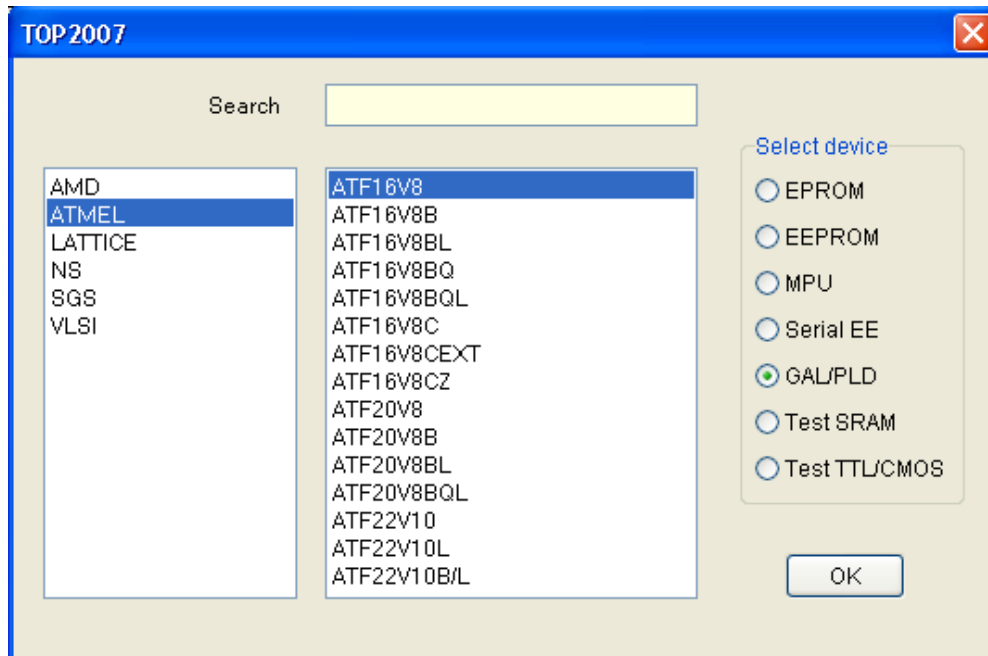 TOP2007
Search
AMD
ATMEL
LATTICE
NS
SGS
VLSI
ATF16V8
ATF16V8B
ATF16V8BL
ATF16V8BQ
ATF16V8BQL
ATF16V8C
ATF16V8CEXT
ATF16V8CZ
ATF20V8
ATF20V8B
ATF20V8BL
ATF20V8BQL
ATF22V10
ATF22V10L
ATF22V10B/L
Select device
EPROM
EEPROM
MPU
Serial EE
GAL/PLD
Test SRAM
Test TTL/CMOS
OK